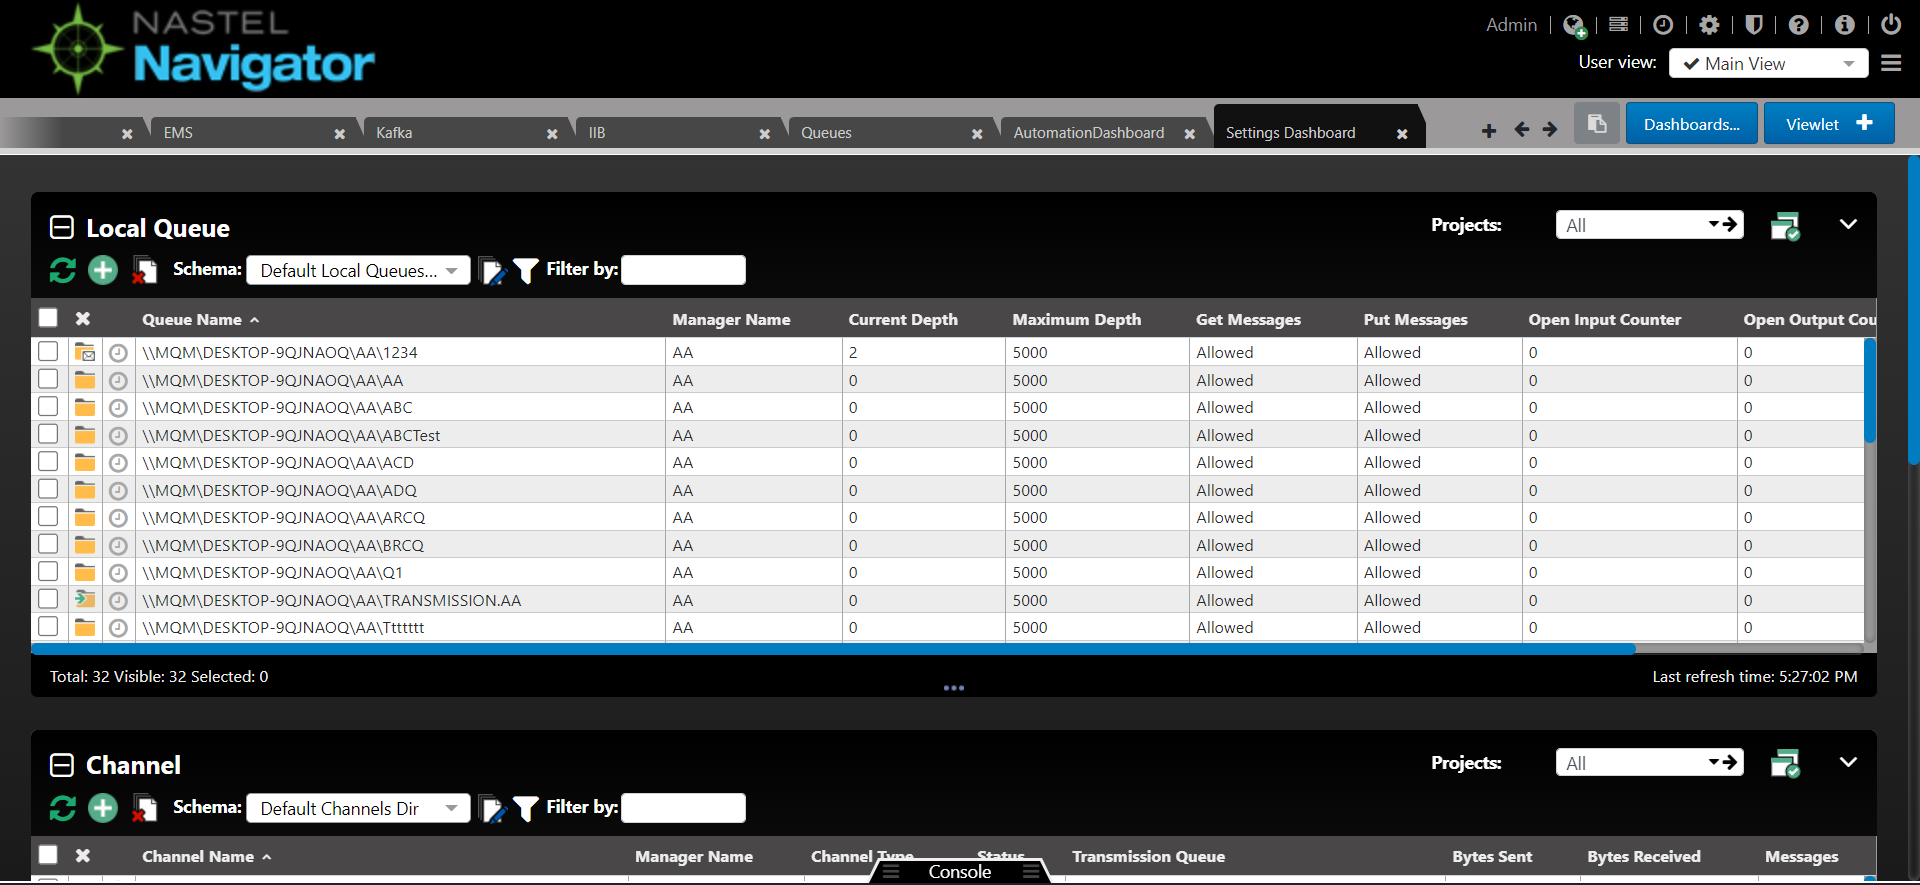 NASTEL
Navigator
Admin
User view: Main View
EMS Kafka IIB Queues AutomationDashboard Settings Dashboard Dashboards... Viewlet
Local Queue Projects: All
Schema: Default Local Queues... Filter by:
Queue Name Manager Name Current Depth Maximum Depth Get Messages Put Messages Open Input Counter Open Output Cou
\\MQM\DESKTOP-9QJNAOQ\AA\1234 AA 2 5000 Allowed Allowed 0 0
\\MQM\DESKTOP-9QJNAOQ\AA\AA AA 0 5000 Allowed Allowed 0 0
\\MQM\DESKTOP-9QJNAOQ\AA\ABC AA 0 5000 Allowed Allowed 0 0
\\MQM\DESKTOP-9QJNAOQ\AA\ABCTest AA 0 5000 Allowed Allowed 0 0
\\MQM\DESKTOP-9QJNAOQ\AA\ACD AA 0 5000 Allowed Allowed 0 0
\\MQM\DESKTOP-9QJNAOQ\AA\ADQ AA 0 5000 Allowed Allowed 0 0
\\MQM\DESKTOP-9QJNAOQ\AA\ARCQ AA 0 5000 Allowed Allowed 0 0
\\MQM\DESKTOP-9QJNAOQ\AA\BRCQ AA 0 5000 Allowed Allowed 0 0
\\MQM\DESKTOP-9QJNAOQ\AA\Q1 AA 0 5000 Allowed Allowed 0 0
\\MQM\DESKTOP-9QJNAOQ\AA\TRANSMISSION.AA AA 0 5000 Allowed Allowed 0 0
\\MQM\DESKTOP-9QJNAOQ\AA\Ttttttt AA 0 5000 Allowed Allowed 0 0
Total: 32 Visible: 32 Selected: 0 Last refresh time: 5:27:02 PM
Channel Projects: All
Schema: Default Channels Dir Filter by:
Channel Name Manager Name Channel Type Status Transmission Queue Bytes Sent Bytes Received Messages
Console